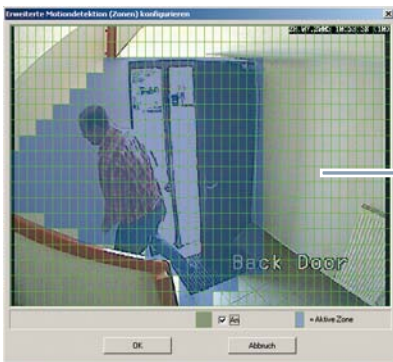 Erweiterte Motiondetektion (Zonen) konfigurieren
Back Door
An
= Aktive Zone
OK
Abbruch